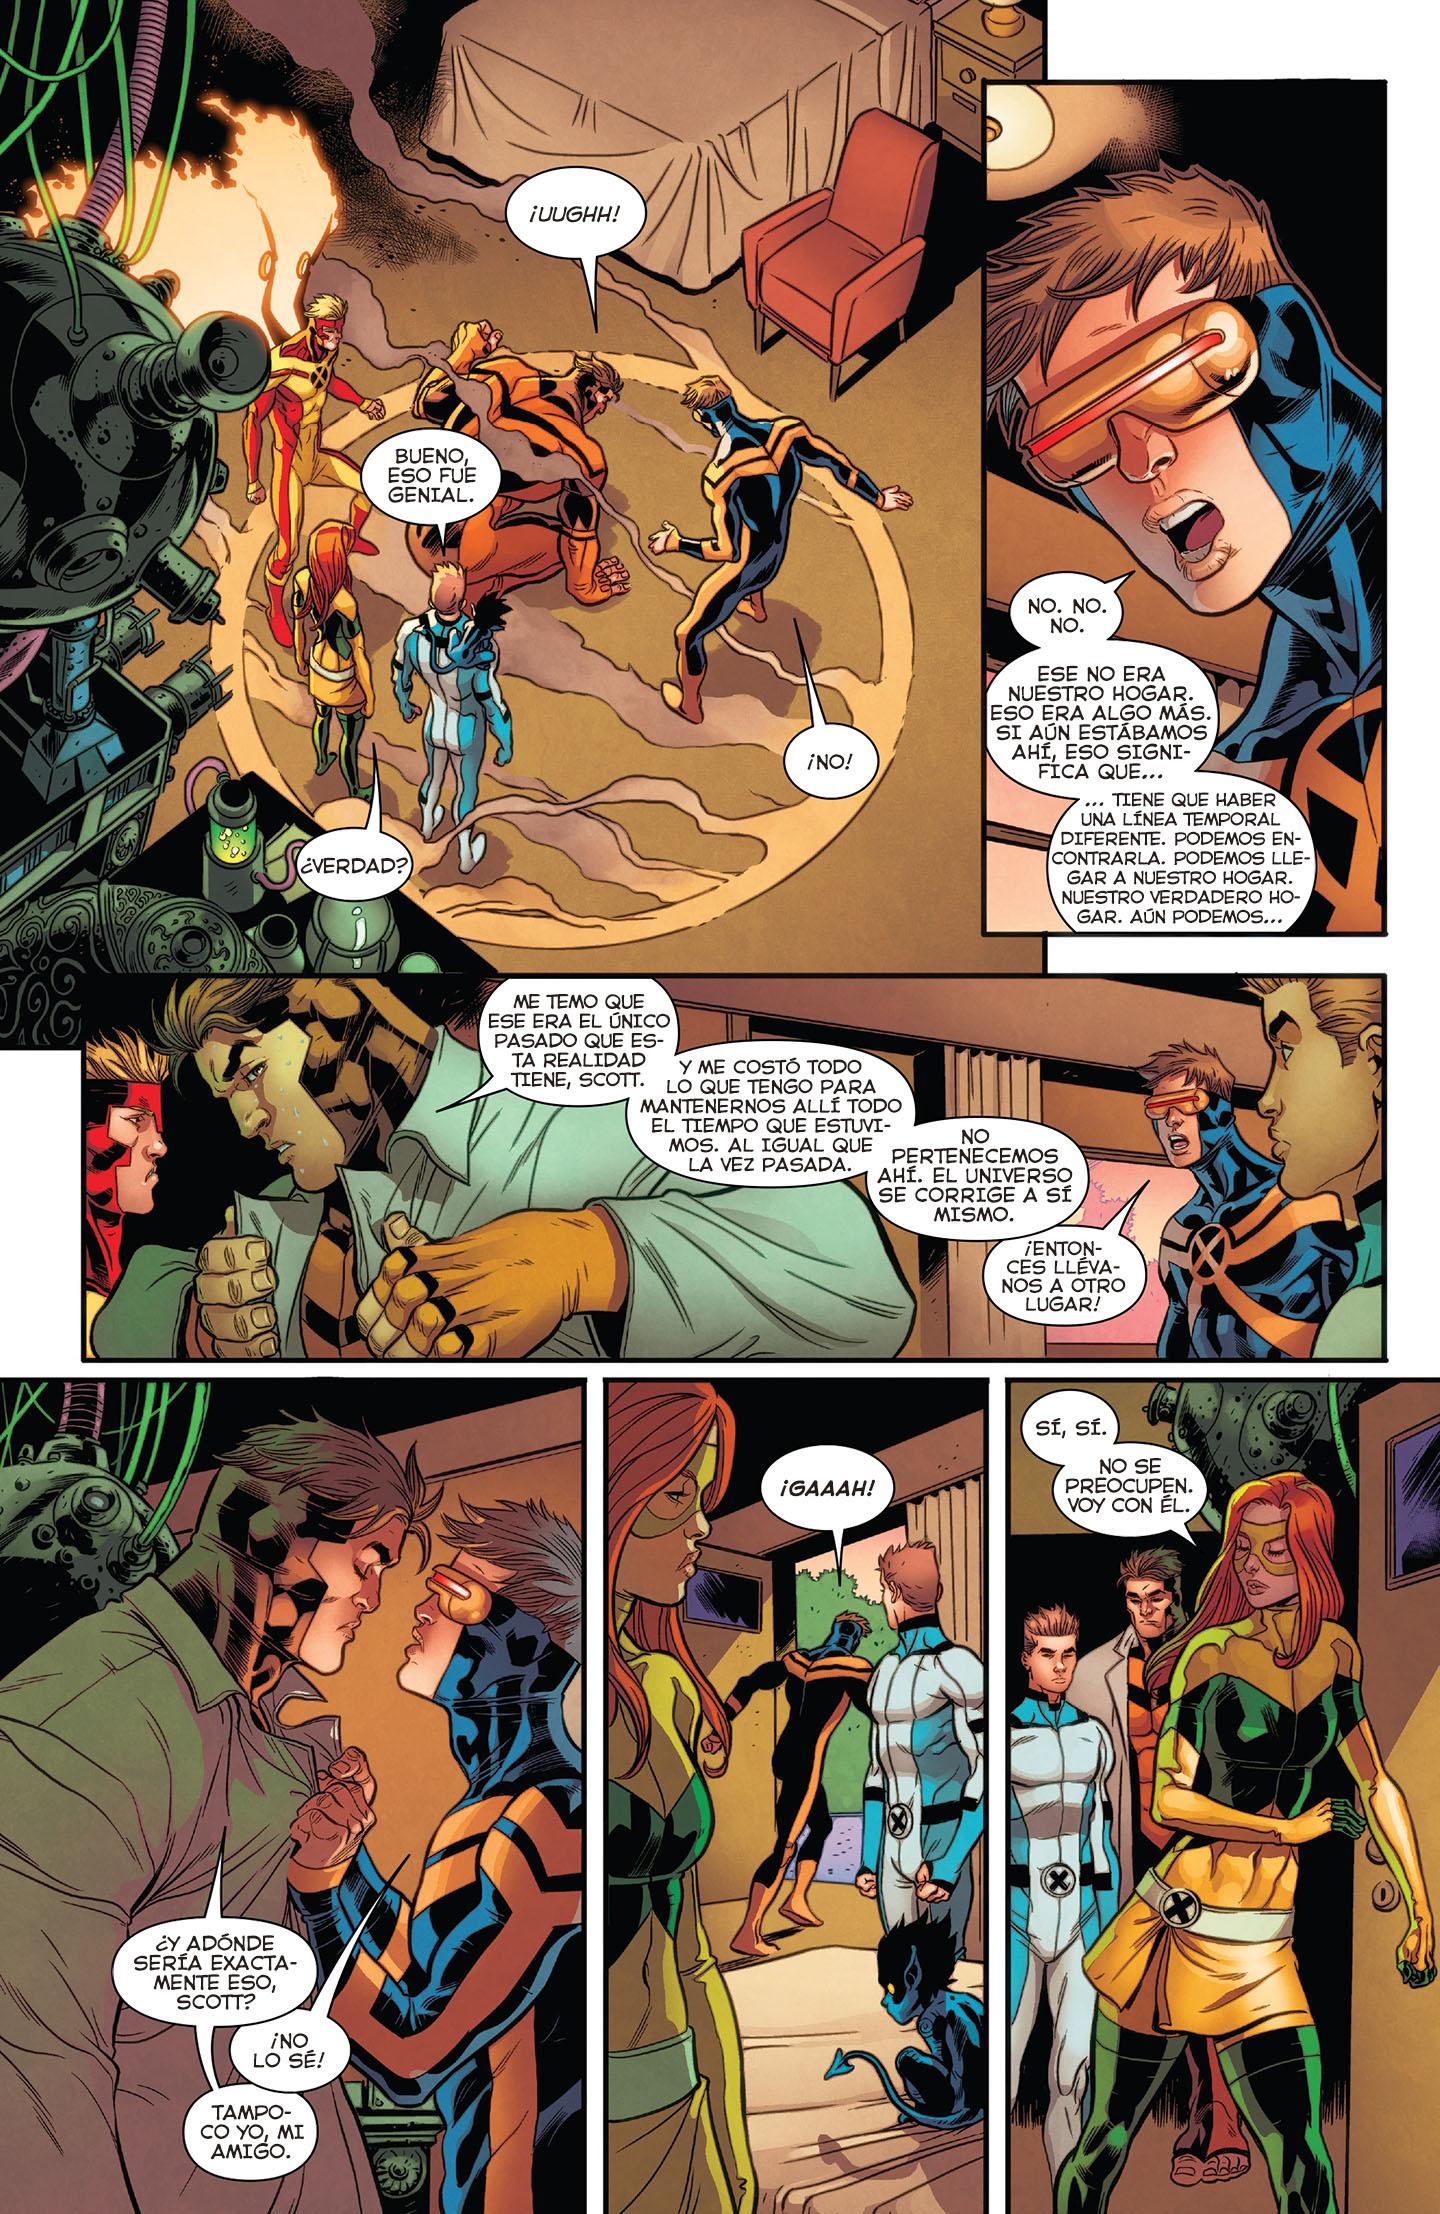 ¡UUGHH!
BUENO,
ESO FUE
GENIAL.
¿VERDAD?
¡NO!
NO. NO.
NO.
ESE NO ERA
NUESTRO HOGAR.
ESO ERA ALGO MÁS.
SI AÚN ESTÁBAMOS
AHÍ, ESO SIGNI-
FICA QUE...
... TIENE QUE HABER
UNA LÍNEA TEMPORAL
DIFERENTE. PODEMOS EN-
CONTRARLA. PODEMOS LLE-
GAR A NUESTRO HOGAR.
NUESTRO VERDADERO HO-
GAR. AÚN PODEMOS...
ME TEMO QUE
ESE ERA EL ÚNICO
PASADO QUE ES-
TA REALIDAD
TIENE, SCOTT.
Y ME COSTÓ TODO
LO QUE TENGO PARA
MANTENERNOS ALLÍ TODO
EL TIEMPO QUE ESTUVI-
MOS. AL IGUAL QUE
LA VEZ PASADA.
NO
PERTENECEMOS
AHÍ. EL UNIVERSO
SE CORRIGE A SÍ
MISMO.
¡ENTON-
CES LLÉVA-
NOS A OTRO
LUGAR!
¿Y ADÓNDE
SERÍA EXACTA-
MENTE ESO,
SCOTT?
¡NO
LO SÉ!
TAMPO-
CO YO, MI
AMIGO.
¡GAAAH!
SÍ, SÍ.
NO SE
PREOCUPEN.
VOY CON ÉL.